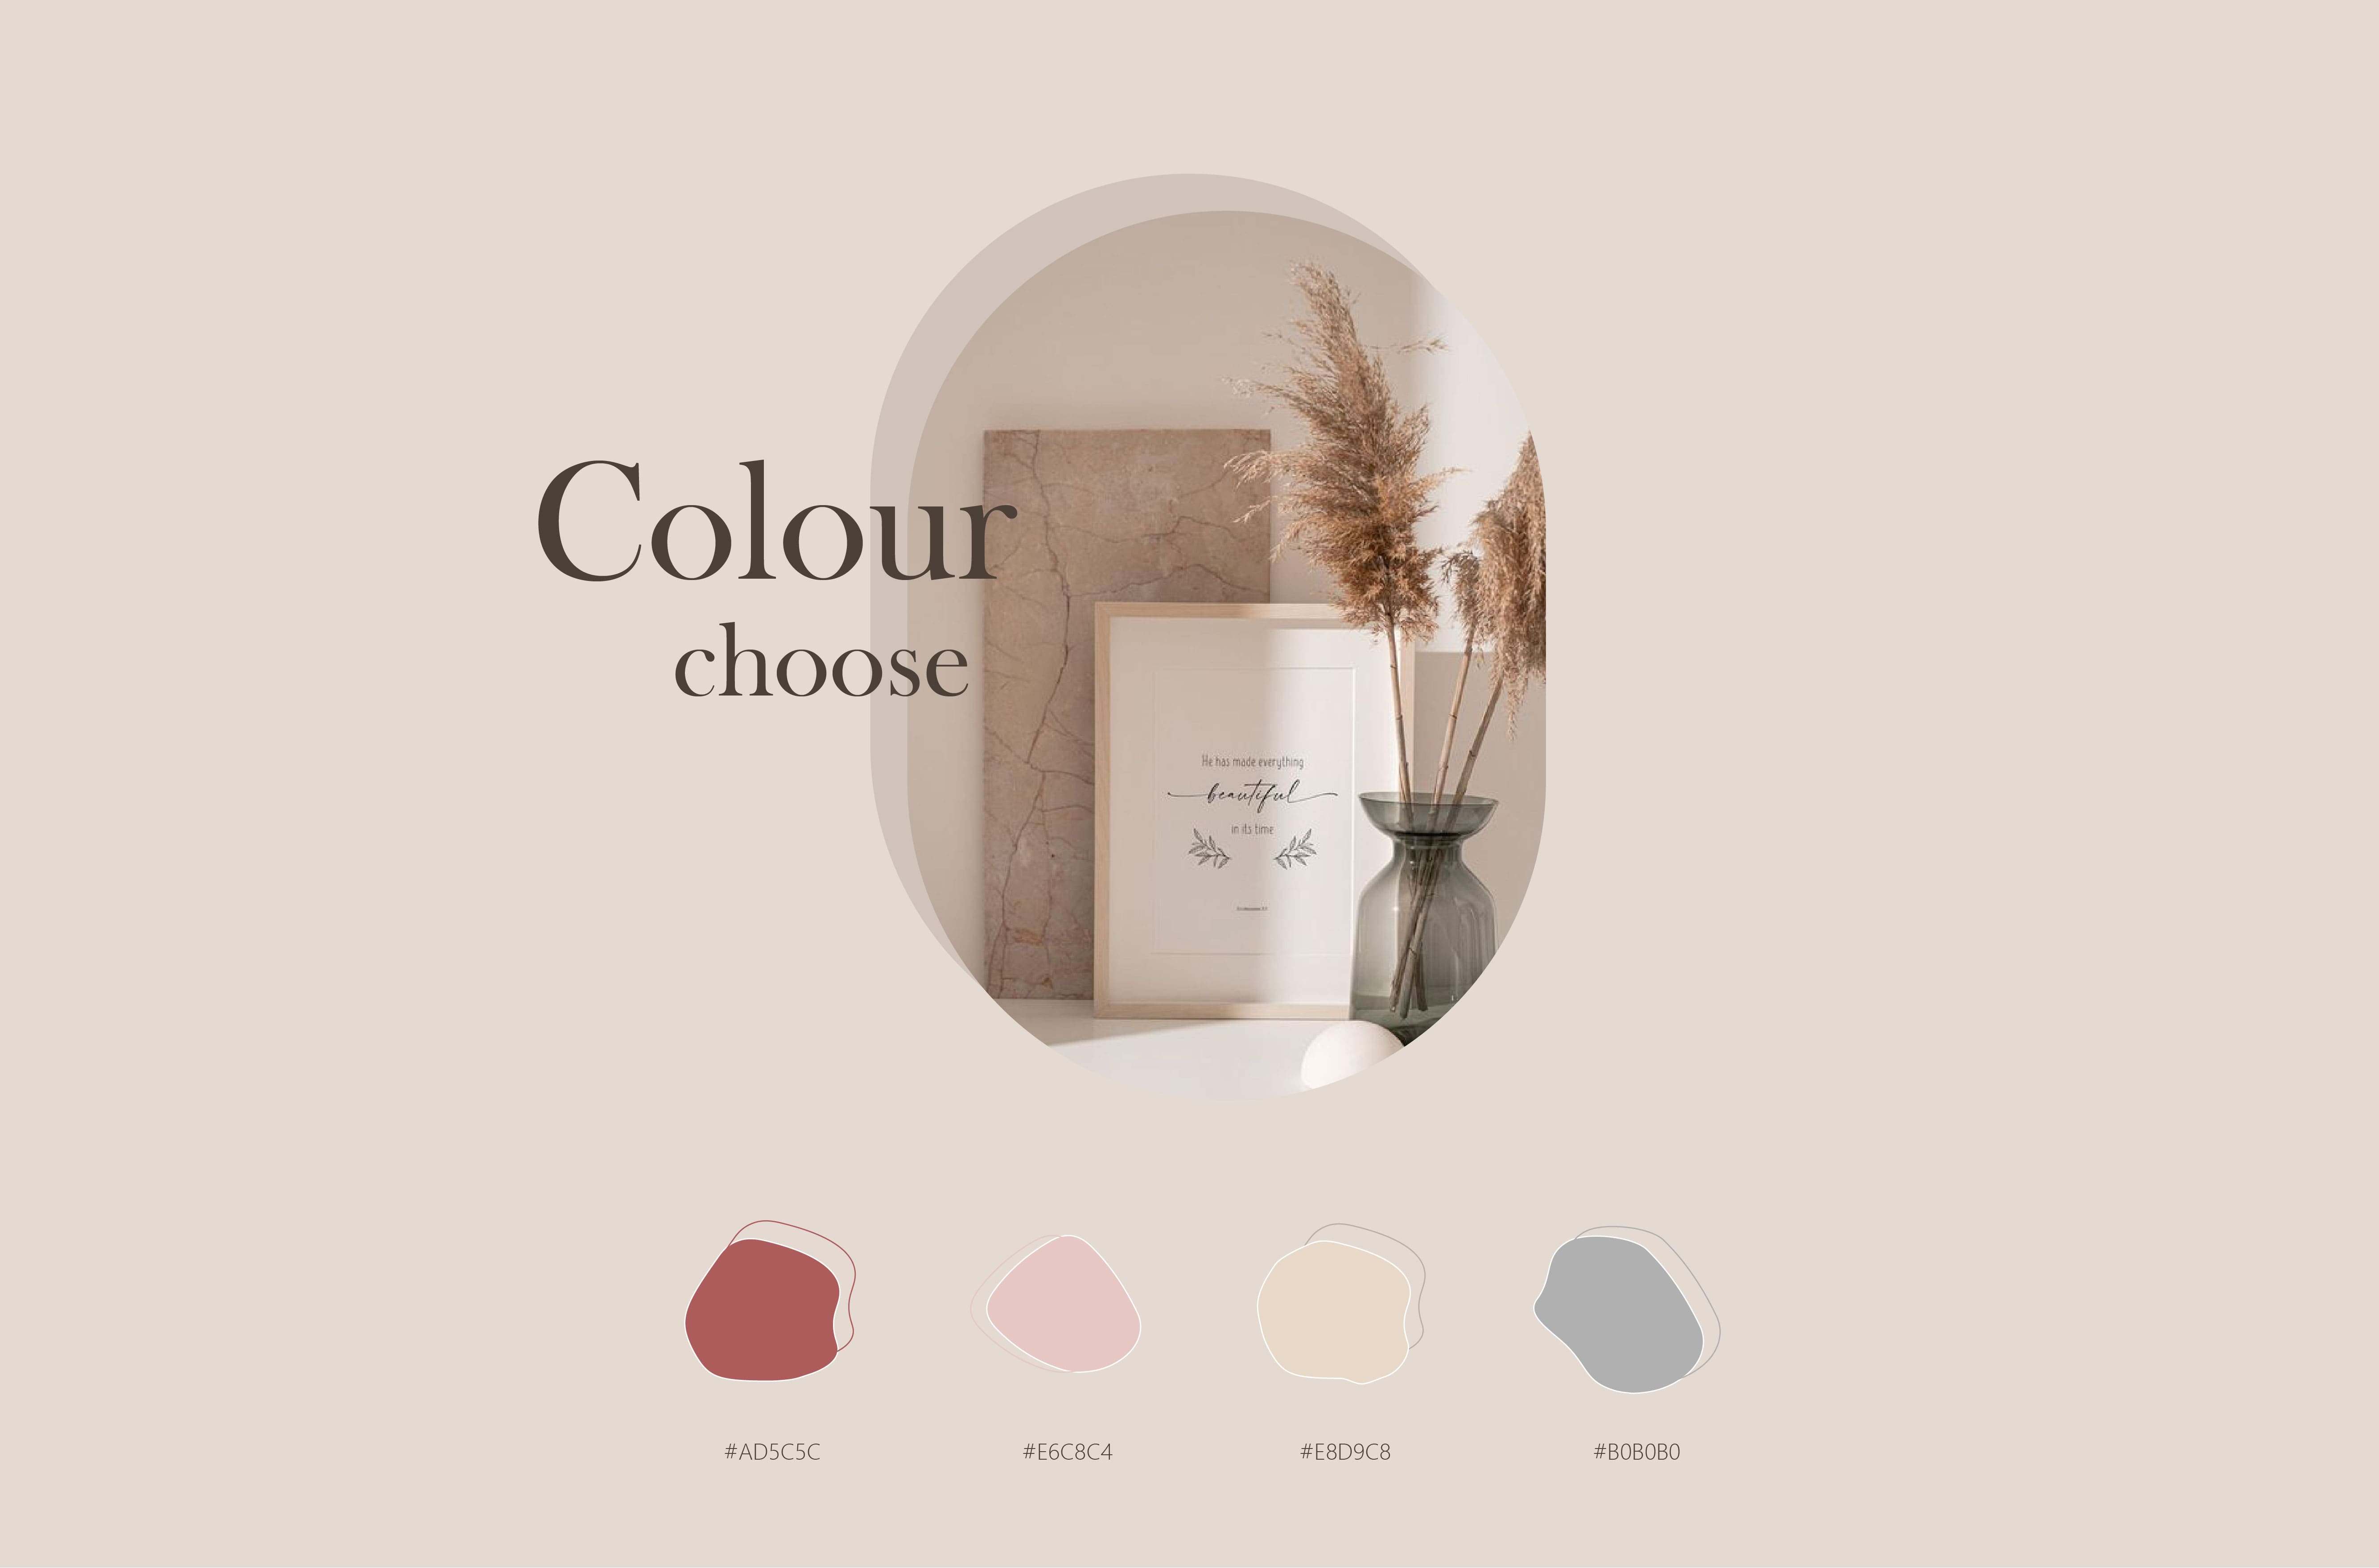 Colour
choose
He has made everything
beautiful
in its time
#AD5C5C
#E6C8C4
#E8D9C8
#B0B0B0